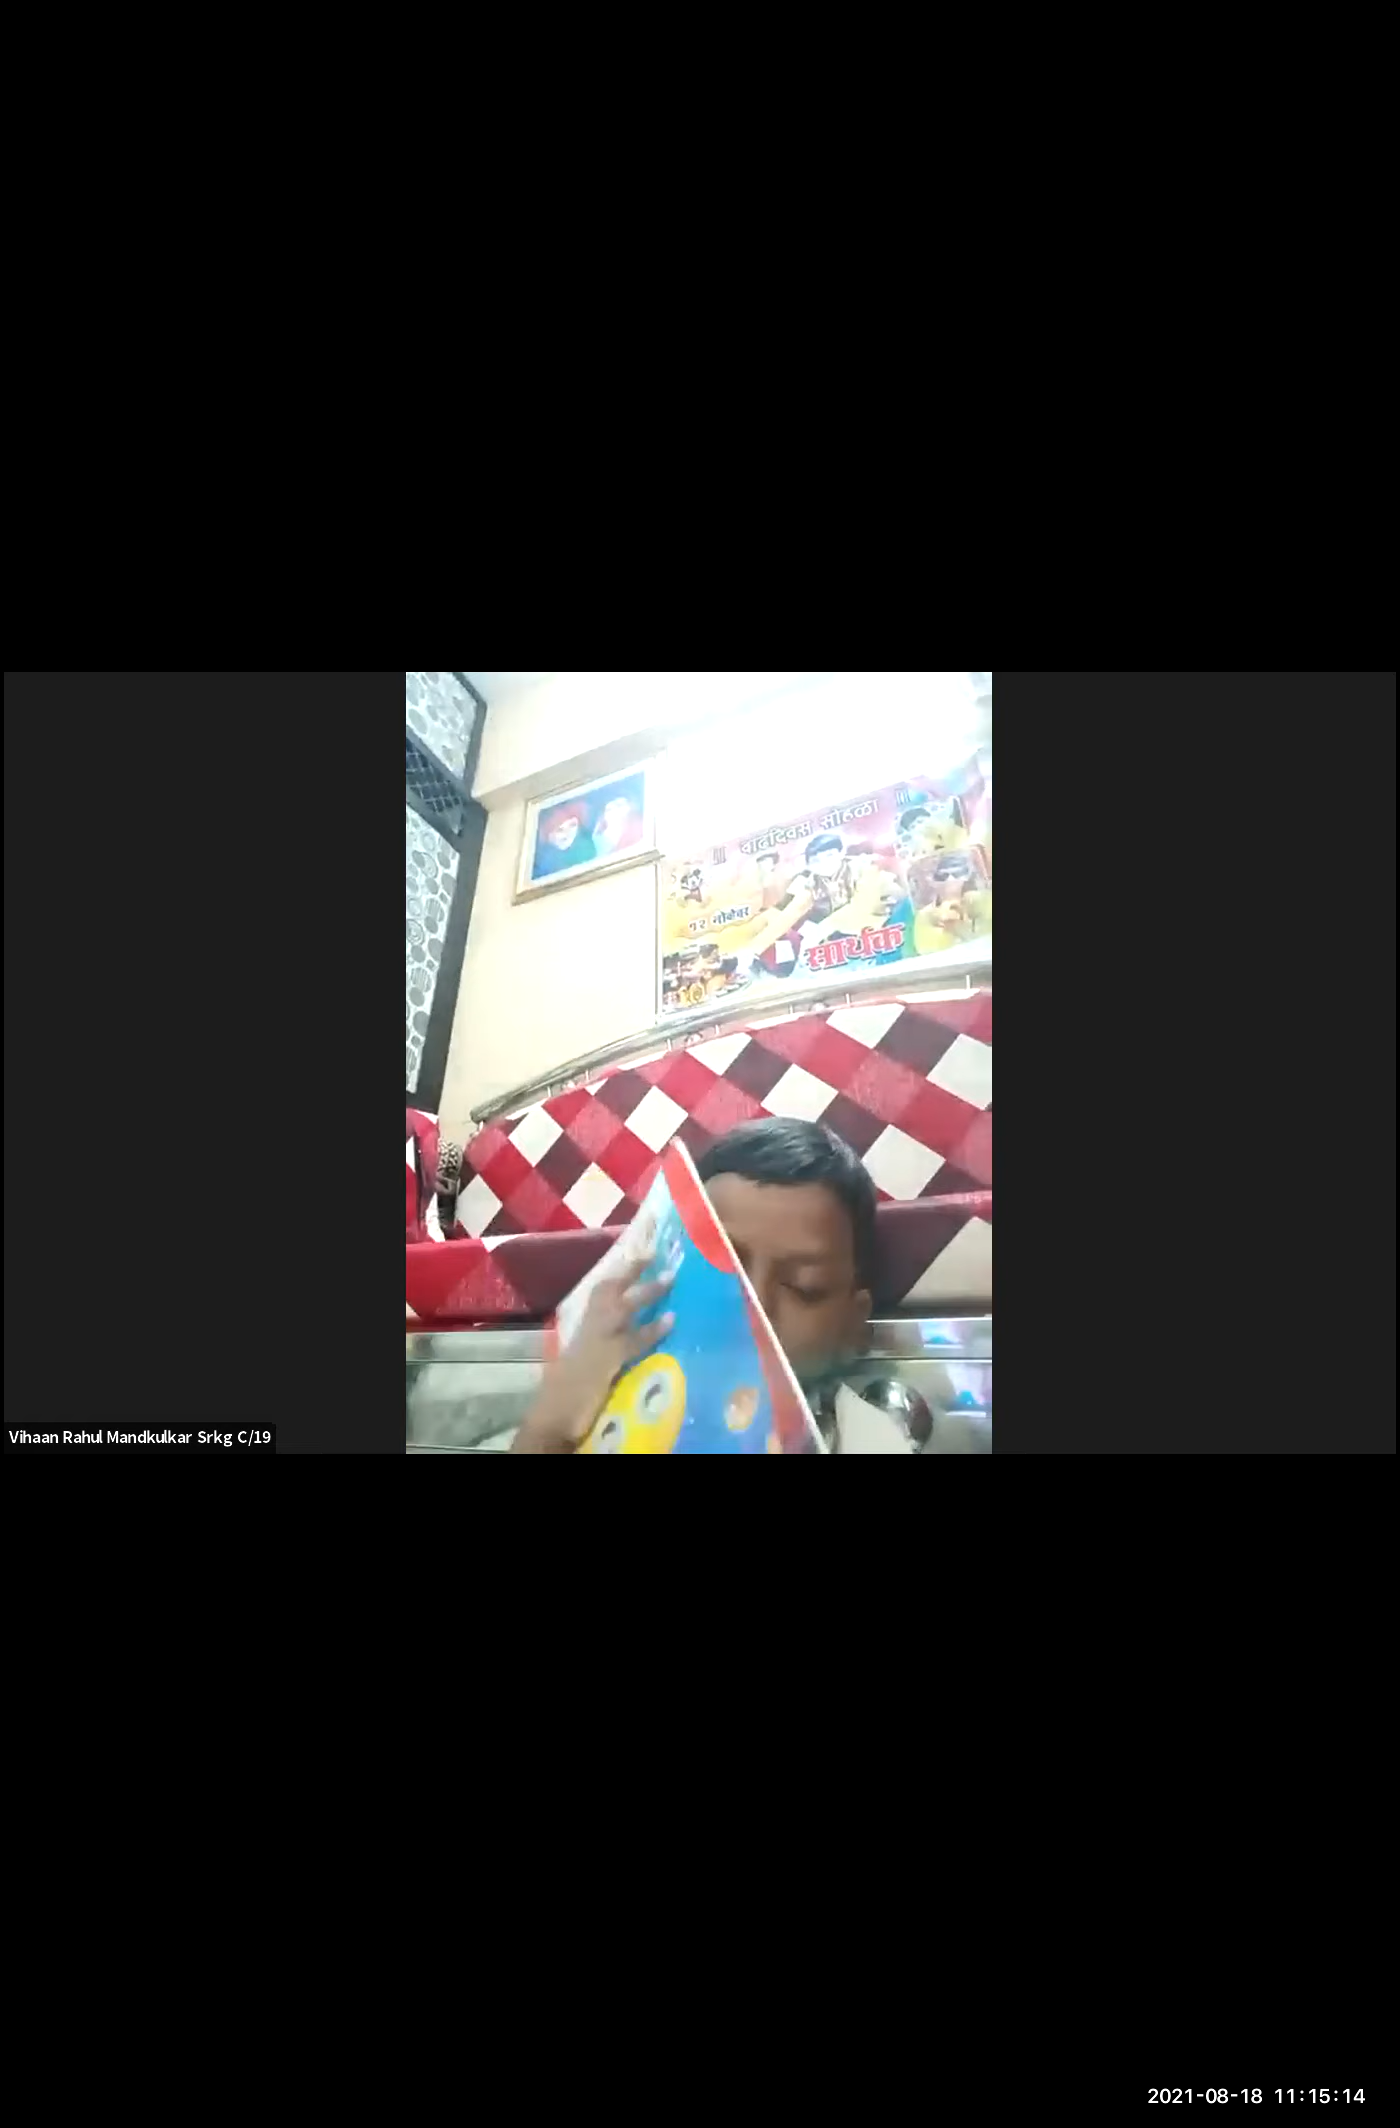 ॥ वाढदिवस सोहळा ॥
१२ नोव्हेंबर
सार्थक
Vihaan Rahul Mandkulkar Srkg C/19
2021-08-18 11:15:14